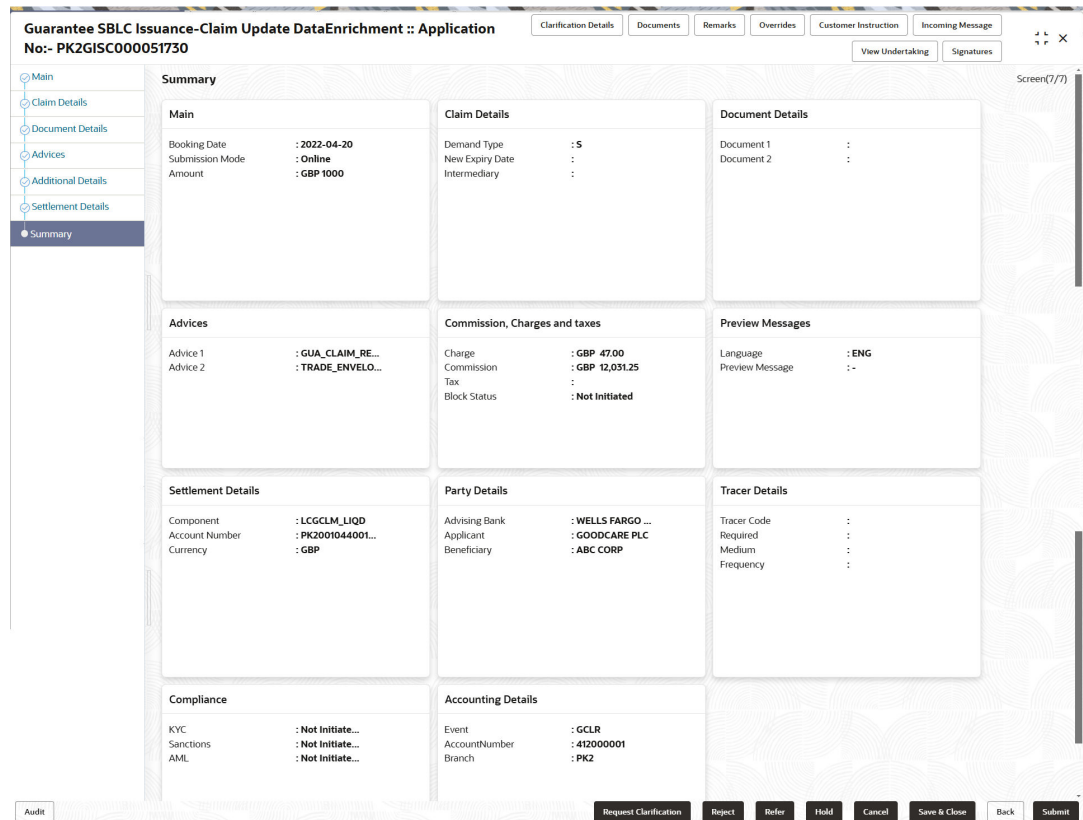 Guarantee SBLC Issuance-Claim Update DataEnrichment :: Application
No:- PK2GISC000051730
Clarification Details
Documents
Remarks
Overrides
Customer Instruction
Incoming Message
View Undertaking
Signatures
Main
Claim Details
Document Details
Advices
Additional Details
Settlement Details
Summary
Summary
Screen(7/7)
Main
Booking Date : 2022-04-20
Submission Mode : Online
Amount : GBP 1000
Claim Details
Demand Type : S
New Expiry Date :
Intermediary :
Document Details
Document 1 :
Document 2 :
Advices
Advice 1 : GUA_CLAIM_RE...
Advice 2 : TRADE_ENVELO...
Commission, Charges and taxes
Charge : GBP 47.00
Commission : GBP 12,031.25
Tax :
Block Status : Not Initiated
Preview Messages
Language : ENG
Preview Message : -
Settlement Details
Component : LCGCLM_LIQD
Account Number : PK2001044001...
Currency : GBP
Party Details
Advising Bank : WELLS FARGO ...
Applicant : GOODCARE PLC
Beneficiary : ABC CORP
Tracer Details
Tracer Code :
Required :
Medium :
Frequency :
Compliance
KYC : Not Initiate...
Sanctions : Not Initiate...
AML : Not Initiate...
Accounting Details
Event : GCLR
AccountNumber : 412000001
Branch : PK2
Audit
Request Clarification
Reject
Refer
Hold
Cancel
Save & Close
Back
Submit